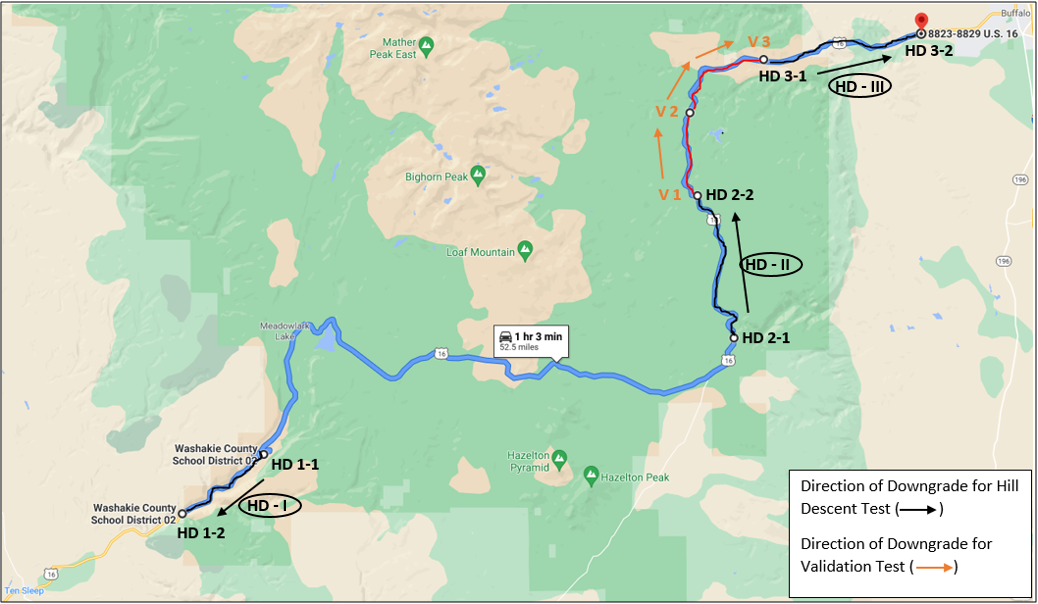 Buffalo
8823-8829 U.S. 16
HD 3-2
16
V 3
HD 3-1
HD - III
Mather
Peak East
V 2
Bighorn Peak
V 1
HD 2-2
196
Loaf Mountain
HD - II
196
Meadowlark
Lake
1 hr 3 min
52.5 miles
16
HD 2-1
16
Washakie County
School District 02
HD 1-1
Hazelton
Pyramid
Hazelton Peak
Washakie County
School District 02
HD - I
HD 1-2
16
Ten Sleep
Direction of Downgrade for Hill
Descent Test ( )
Direction of Downgrade for
Validation Test ( )